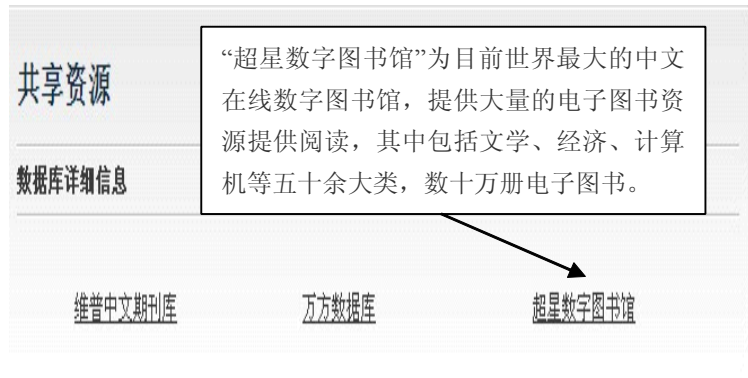 共享资源
“超星数字图书馆”为目前世界最大的中文
在线数字图书馆，提供大量的电子图书资
源提供阅读，其中包括文学、经济、计算
机等五十余大类，数十万册电子图书。
数据库详细信息
维普中文期刊库 万方数据库 超星数字图书馆